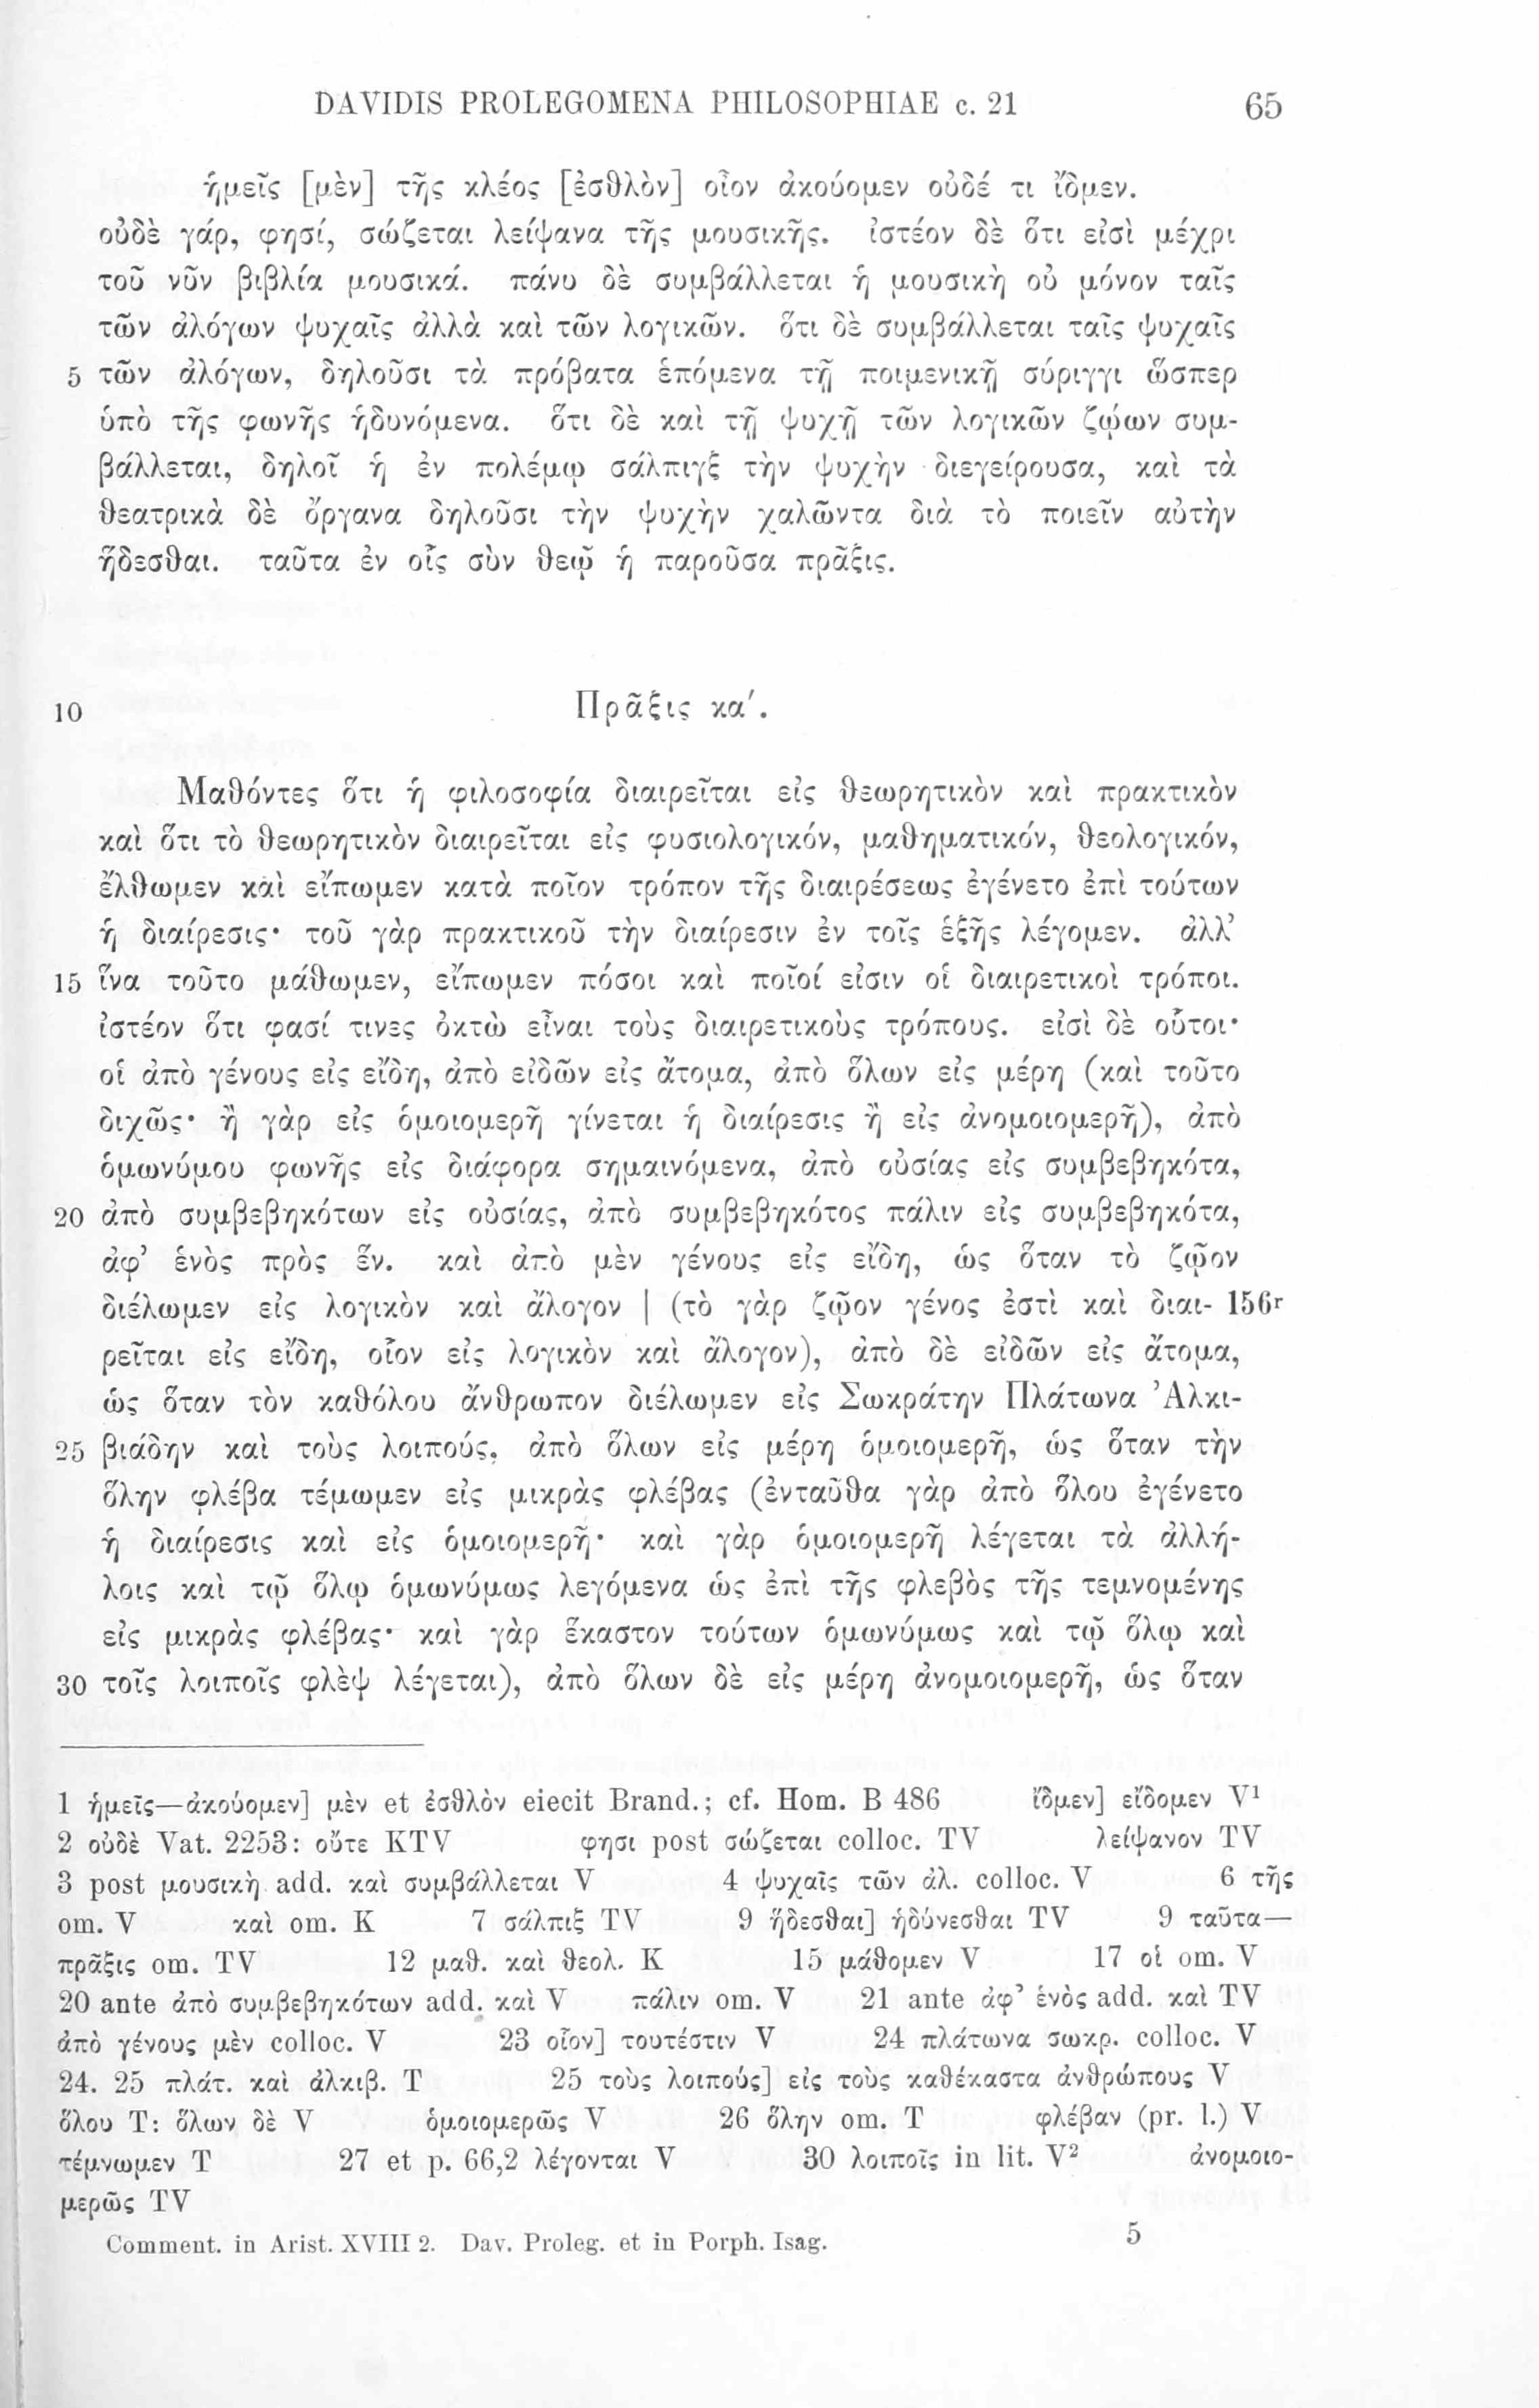 DAVIDIS PROLEGOMENA PHILOSOPHIAE c. 21 65
ἡμεῖς [μὲν] τῆς κλέος [ἐσθλὸν] οἶον ἀκούομεν οὐδέ τι ἴδμεν.
οὐδὲ γάρ, φησί, σώζεται λείψανα τῆς μουσικῆς. ἰστέον δὲ ὅτι εἰσὶ μέχρι
τοῦ νῦν βιβλία μουσικά. πάνυ δὲ συμβάλλεται ἡ μουσικὴ οὐ μόνον ταῖς
τῶν ἀλόγων ψυχαῖς ἀλλὰ καὶ τῶν λογικῶν. ὅτι δὲ συμβάλλεται ταῖς ψυχαῖς
5 τῶν ἀλόγων, δηλοῦσι τὰ πρόβατα ἑπόμενα τῇ ποιμενικῇ σύριγγι ὥσπερ
ὑπὸ τῆς φωνῆς ἡδυνόμενα. ὅτι δὲ καὶ τῇ ψυχῇ τῶν λογικῶν ζῴων συμ-
βάλλεται, δηλοῖ ἡ ἐν πολέμῳ σάλπιγξ τὴν ψυχὴν διεγείρουσα, καὶ τὰ
θεατρικὰ δὲ ὄργανα δηλοῦσι τὴν ψυχὴν χαλῶντα διὰ τὸ ποιεῖν αὐτὴν
ἥδεσθαι. ταῦτα ἐν οἷς σὺν θεῷ ἡ παροῦσα πρᾶξις.
10 Πρᾶξις κα′.
Μαθόντες ὅτι ἡ φιλοσοφία διαιρεῖται εἰς θεωρητικὸν καὶ πρακτικὸν
καὶ ὅτι τὸ θεωρητικὸν διαιρεῖται εἰς φυσιολογικόν, μαθηματικόν, θεολογικόν,
ἔλθωμεν καὶ εἴπωμεν κατὰ ποῖον τρόπον τῆς διαιρέσεως ἐγένετο ἐπὶ τούτων
ἡ διαίρεσις· τοῦ γὰρ πρακτικοῦ τὴν διαίρεσιν ἐν τοῖς ἑξῆς λέγομεν. ἀλλ’
15 ἵνα τοῦτο μάθωμεν, εἴπωμεν πόσοι καὶ ποῖοί εἰσιν οἱ διαιρετικοὶ τρόποι.
ἰστέον ὅτι φασί τινες ὀκτὼ εἶναι τοὺς διαιρετικοὺς τρόπους. εἰσὶ δὲ οὗτοι·
οἱ ἀπὸ γένους εἰς εἴδη, ἀπὸ εἰδῶν εἰς ἄτομα, ἀπὸ ὅλων εἰς μέρη (καὶ τοῦτο
διχῶς· ἢ γὰρ εἰς ὁμοιομερῆ γίνεται ἡ διαίρεσις ἢ εἰς ἀνομοιομερῆ), ἀπὸ
ὁμωνύμου φωνῆς εἰς διάφορα σημαινόμενα, ἀπὸ οὐσίας εἰς συμβεβηκότα,
20 ἀπὸ συμβεβηκότων εἰς οὐσίας, ἀπὸ συμβεβηκότος πάλιν εἰς συμβεβηκότα,
ἀφ’ ἑνὸς πρὸς ἕν. καὶ ἀπὸ μὲν γένους εἰς εἴδη, ὡς ὅταν τὸ ζῷον
διέλωμεν εἰς λογικὸν καὶ ἄλογον | (τὸ γὰρ ζῷον γένος ἐστὶ καὶ διαι- 156r
ρεῖται εἰς εἴδη, οἷον εἰς λογικὸν καὶ ἄλογον), ἀπὸ δὲ εἰδῶν εἰς ἄτομα,
ὡς ὅταν τὸν καθόλου ἄνθρωπον διέλωμεν εἰς Σωκράτην Πλάτωνα Ἀλκι-
25 βιάδην καὶ τοὺς λοιπούς, ἀπὸ ὅλων εἰς μέρη ὁμοιομερῆ, ὡς ὅταν τὴν
ὅλην φλέβα τέμωμεν εἰς μικρὰς φλέβας (ἐνταῦθα γὰρ ἀπὸ ὅλου ἐγένετο
ἡ διαίρεσις καὶ εἰς ὁμοιομερῆ· καὶ γὰρ ὁμοιομερῆ λέγεται τὰ ἀλλή-
λοις καὶ τῷ ὅλῳ ὁμωνύμως λεγόμενα ὡς ἐπὶ τῆς φλεβὸς τῆς τεμνομένης
εἰς μικρὰς φλέβας· καὶ γὰρ ἕκαστον τούτων ὁμωνύμως καὶ τῷ ὅλῳ καὶ
30 τοῖς λοιποῖς φλὲψ λέγεται), ἀπὸ ὅλων δὲ εἰς μέρη ἀνομοιομερῆ, ὡς ὅταν
1 ἡμεῖς—ἀκούομεν] μὲν et ἐσθλὸν eiecit Brand.; cf. Hom. B 486 ἴδμεν] εἴδομεν V¹
2 οὐδὲ Vat. 2253: οὔτε KTV φησι post σώζεται colloc. TV λείψανον TV
3 post μουσικὴ add. καὶ συμβάλλεται V 4 ψυχαῖς τῶν ἀλ. colloc. V 6 τῆς
om. V καὶ om. K 7 σάλπιξ TV 9 ἥδεσθαι] ἡδύνεσθαι TV 9 ταῦτα—
πρᾶξις om. TV 12 μαθ. καὶ θεολ. K 15 μάθομεν V 17 οἱ om. V
20 ante ἀπὸ συμβεβηκότων add. καὶ V πάλιν om. V 21 ante ἀφ’ ἑνὸς add. καὶ TV
ἀπὸ γένους μὲν colloc. V 23 οἷον] τουτέστιν V 24 πλάτωνα σωκρ. colloc. V
24. 25 πλάτ. καὶ ἀλκιβ. T 25 τοὺς λοιπούς] εἰς τοὺς καθέκαστα ἀνθρώπους V
ὅλου T: ὅλων δὲ V ὁμοιομερῶς V 26 ὅλην om. T φλέβαν (pr. l.) V
τέμνωμεν T 27 et p. 66,2 λέγονται V 30 λοιποῖς in lit. V² ἀνομοιο-
μερῶς TV
Comment. in Arist. XVIII 2. Dav. Proleg. et in Porph. Isag. 5